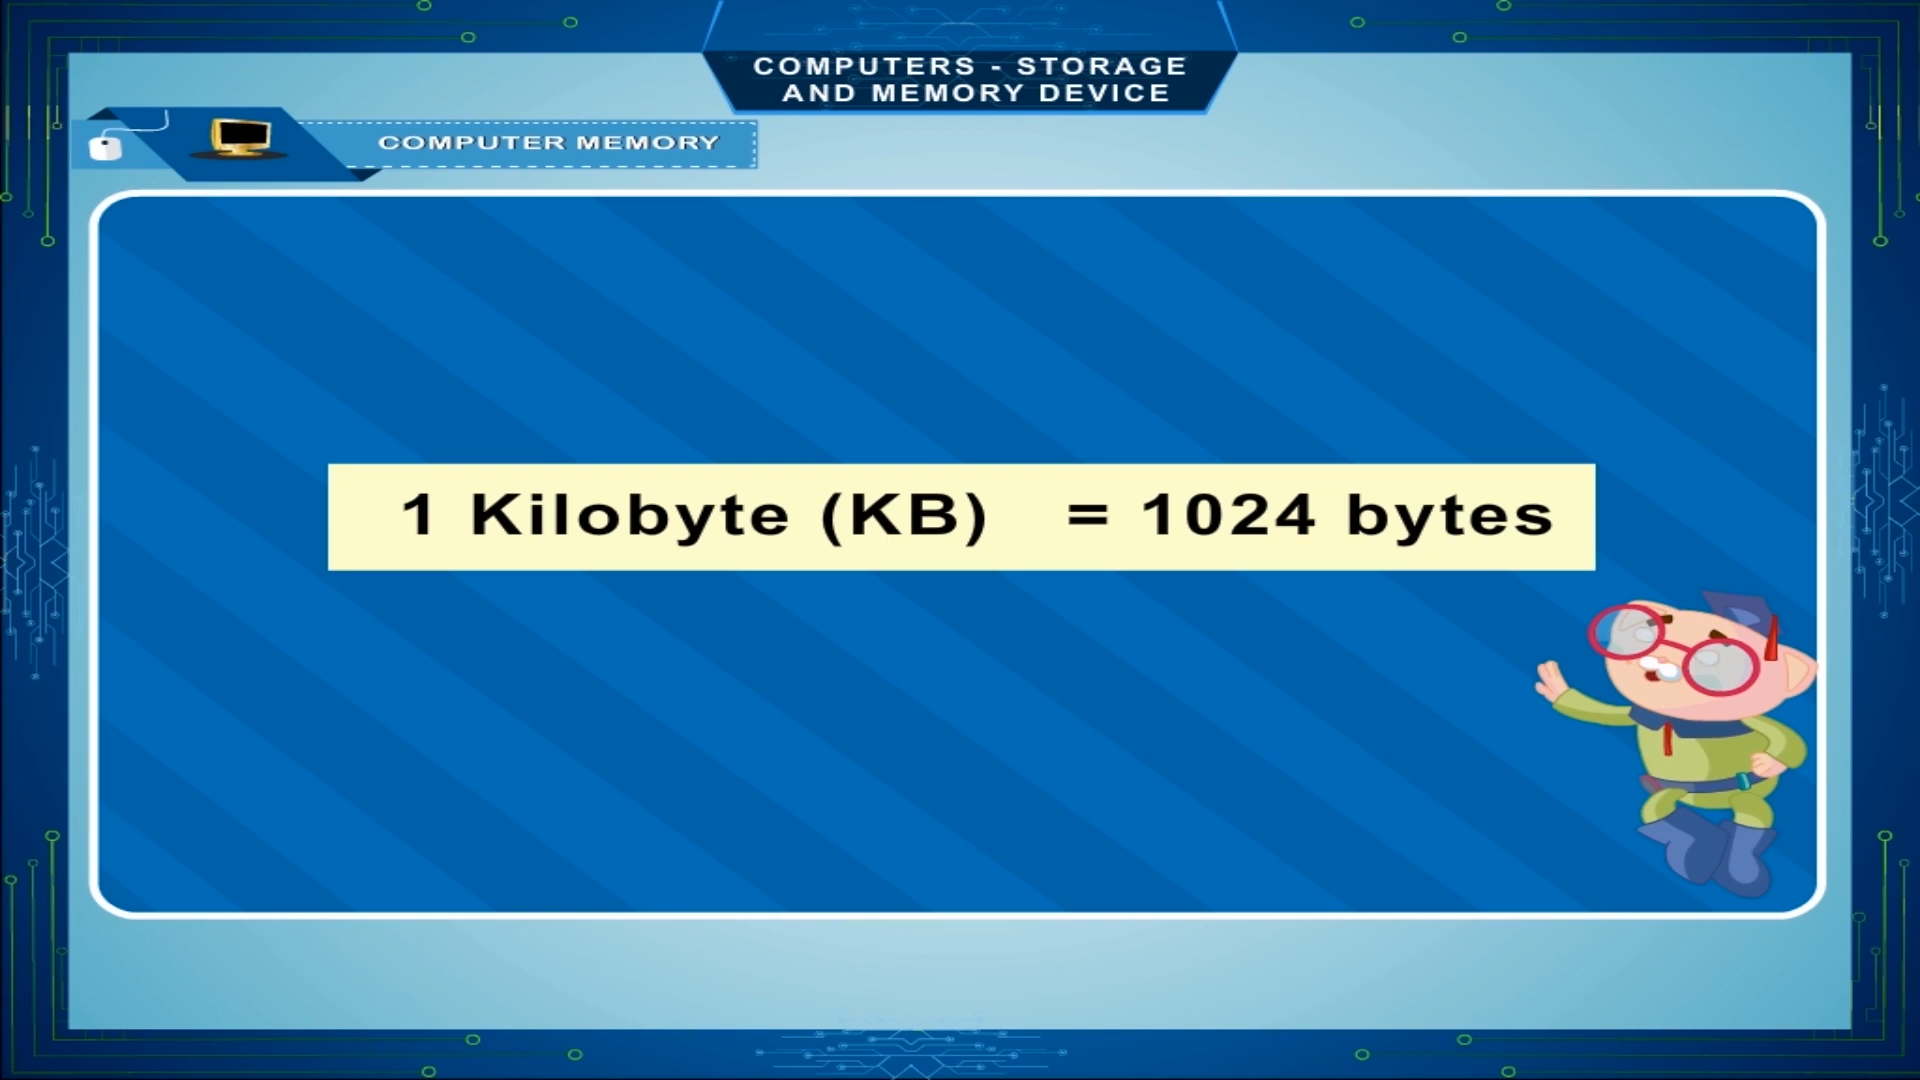 COMPUTERS - STORAGE
AND MEMORY DEVICE
COMPUTER MEMORY
1 Kilobyte (KB) = 1024 bytes